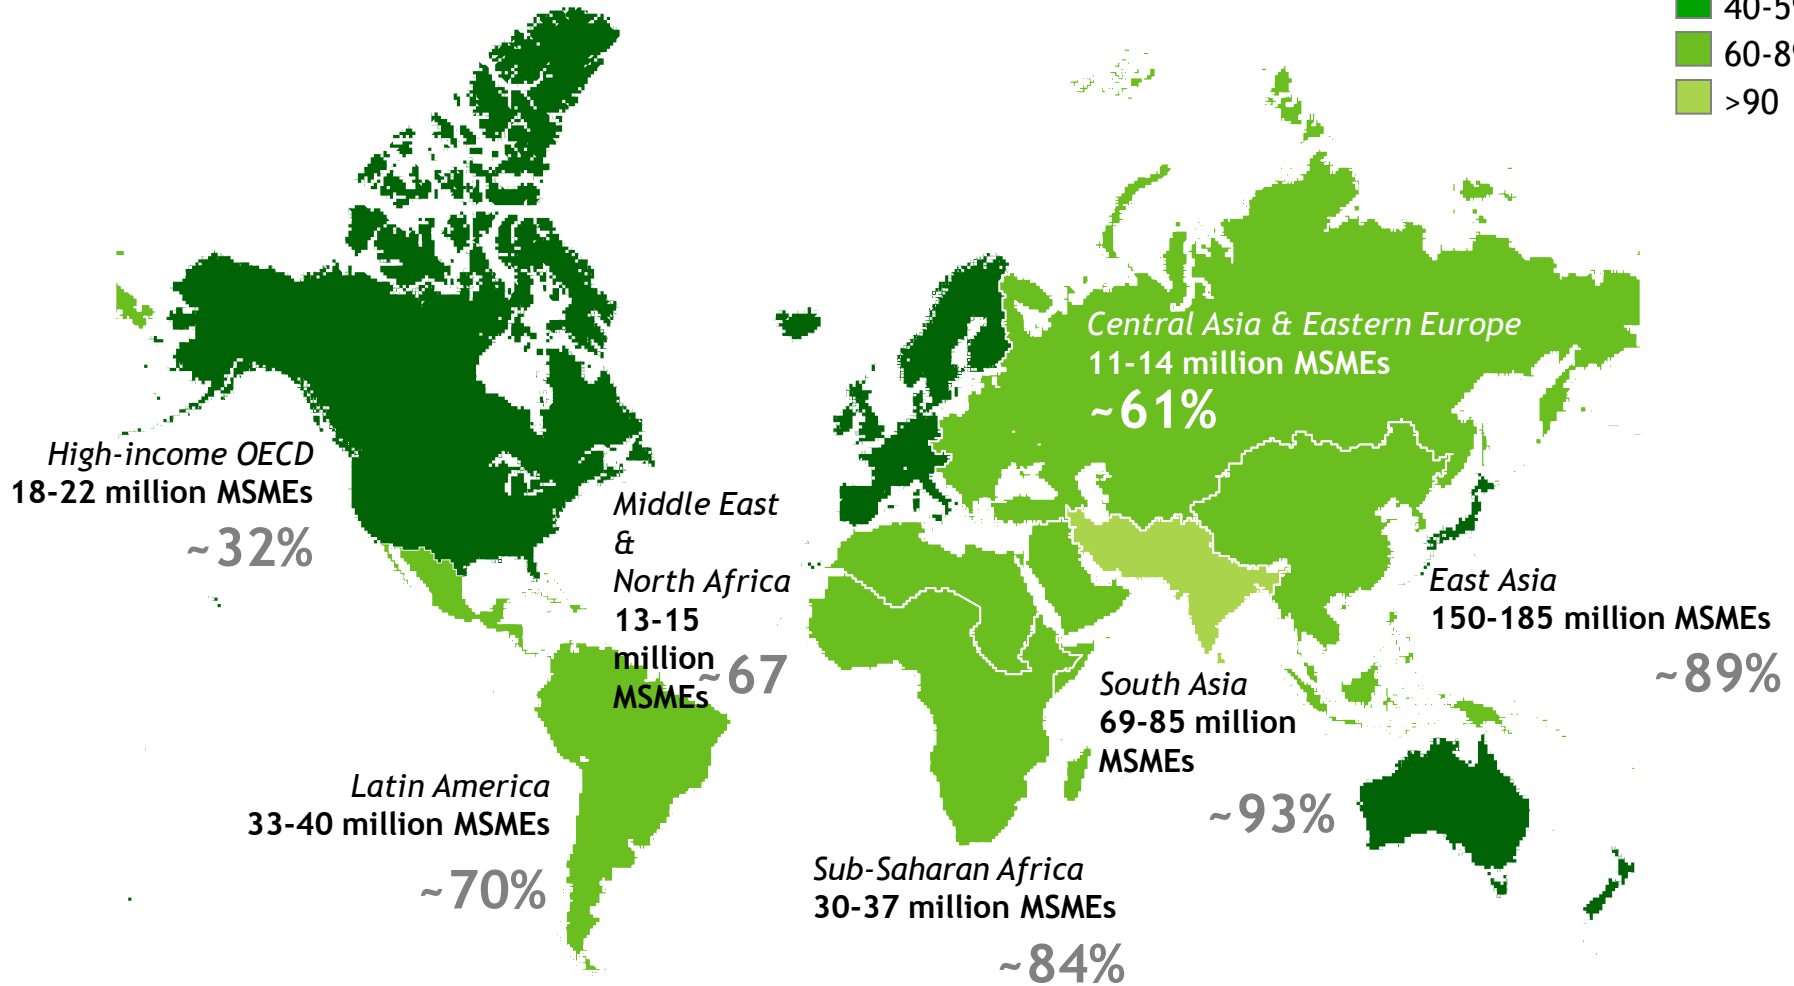 40-5
60-8
>90
Central Asia & Eastern Europe
11-14 million MSMEs
~61%
High-income OECD
18-22 million MSMEs
~32%
Middle East
&
North Africa
13-15
million
MSMEs
~67
East Asia
150-185 million MSMEs
~89%
South Asia
69-85 million
MSMEs
~93%
Latin America
33-40 million MSMEs
~70%
Sub-Saharan Africa
30-37 million MSMEs
~84%